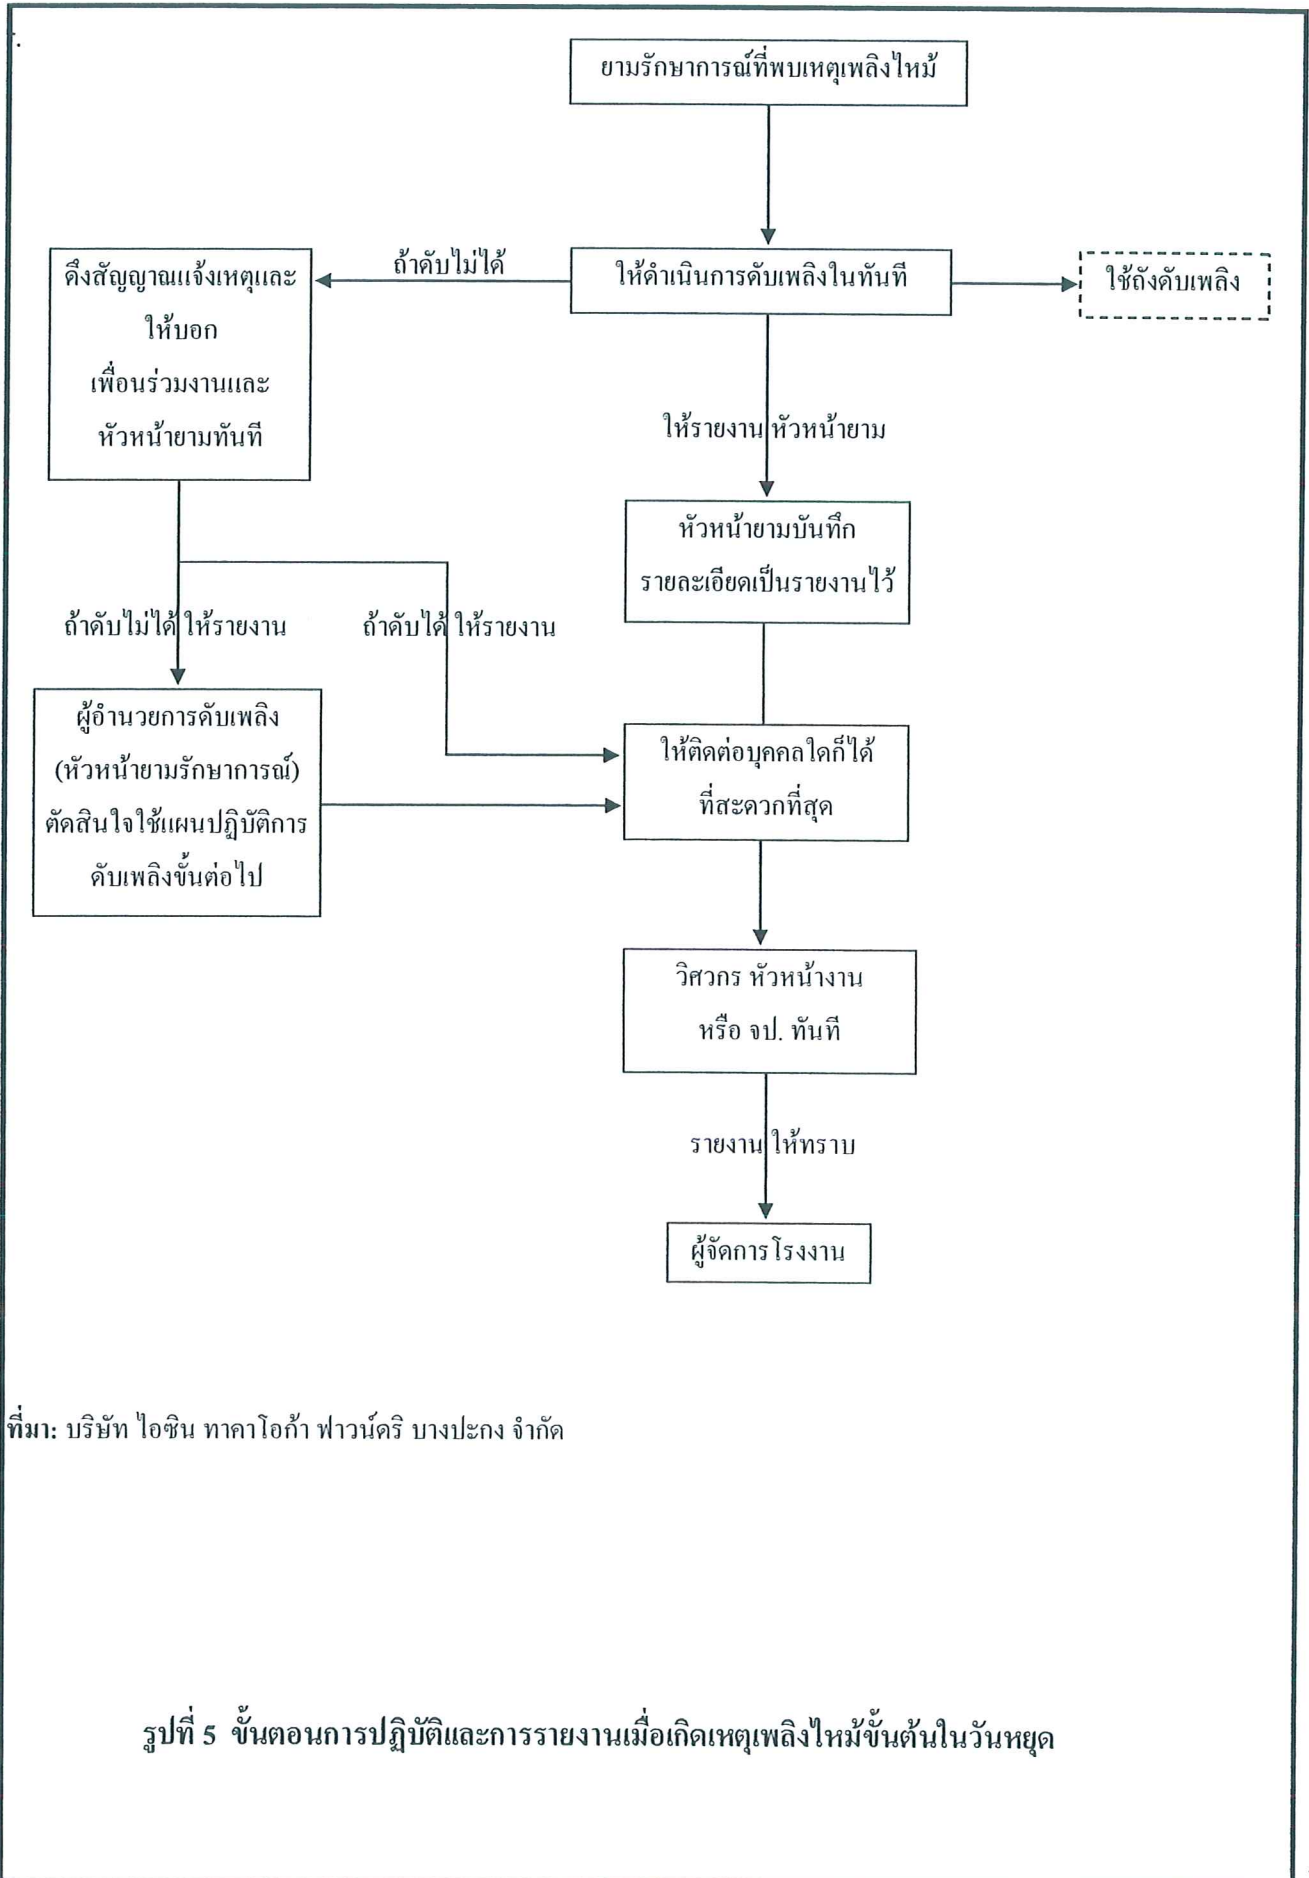 ยามรักษาการณ์ที่พบเหตุเพลิงไหม้
ดึงสัญญาณแจ้งเหตุและ
ให้บอก
เพื่อนร่วมงานและ
หัวหน้ายามทันที
ถ้าดับไม่ได้
ให้ดำเนินการดับเพลิงในทันที
ใช้ถังดับเพลิง
ให้รายงาน หัวหน้ายาม
หัวหน้ายามบันทึก
รายละเอียดเป็นรายงานไว้
ถ้าดับไม่ได้ ให้รายงาน
ถ้าดับได้ ให้รายงาน
ผู้อำนวยการดับเพลิง
(หัวหน้ายามรักษาการณ์)
ตัดสินใจใช้แผนปฏิบัติการ
ดับเพลิงขั้นต่อไป
ให้ติดต่อบุคคลใดก็ได้
ที่สะดวกที่สุด
วิศวกร หัวหน้างาน
หรือ จป. ทันที
รายงาน ให้ทราบ
ผู้จัดการโรงงาน
ที่มา: บริษัท ไอซิน ทาคาโอก้า ฟาวน์ดริ บางปะกง จำกัด
รูปที่ 5 ขั้นตอนการปฏิบัติและการรายงานเมื่อเกิดเหตุเพลิงไหม้ขั้นต้นในวันหยุด